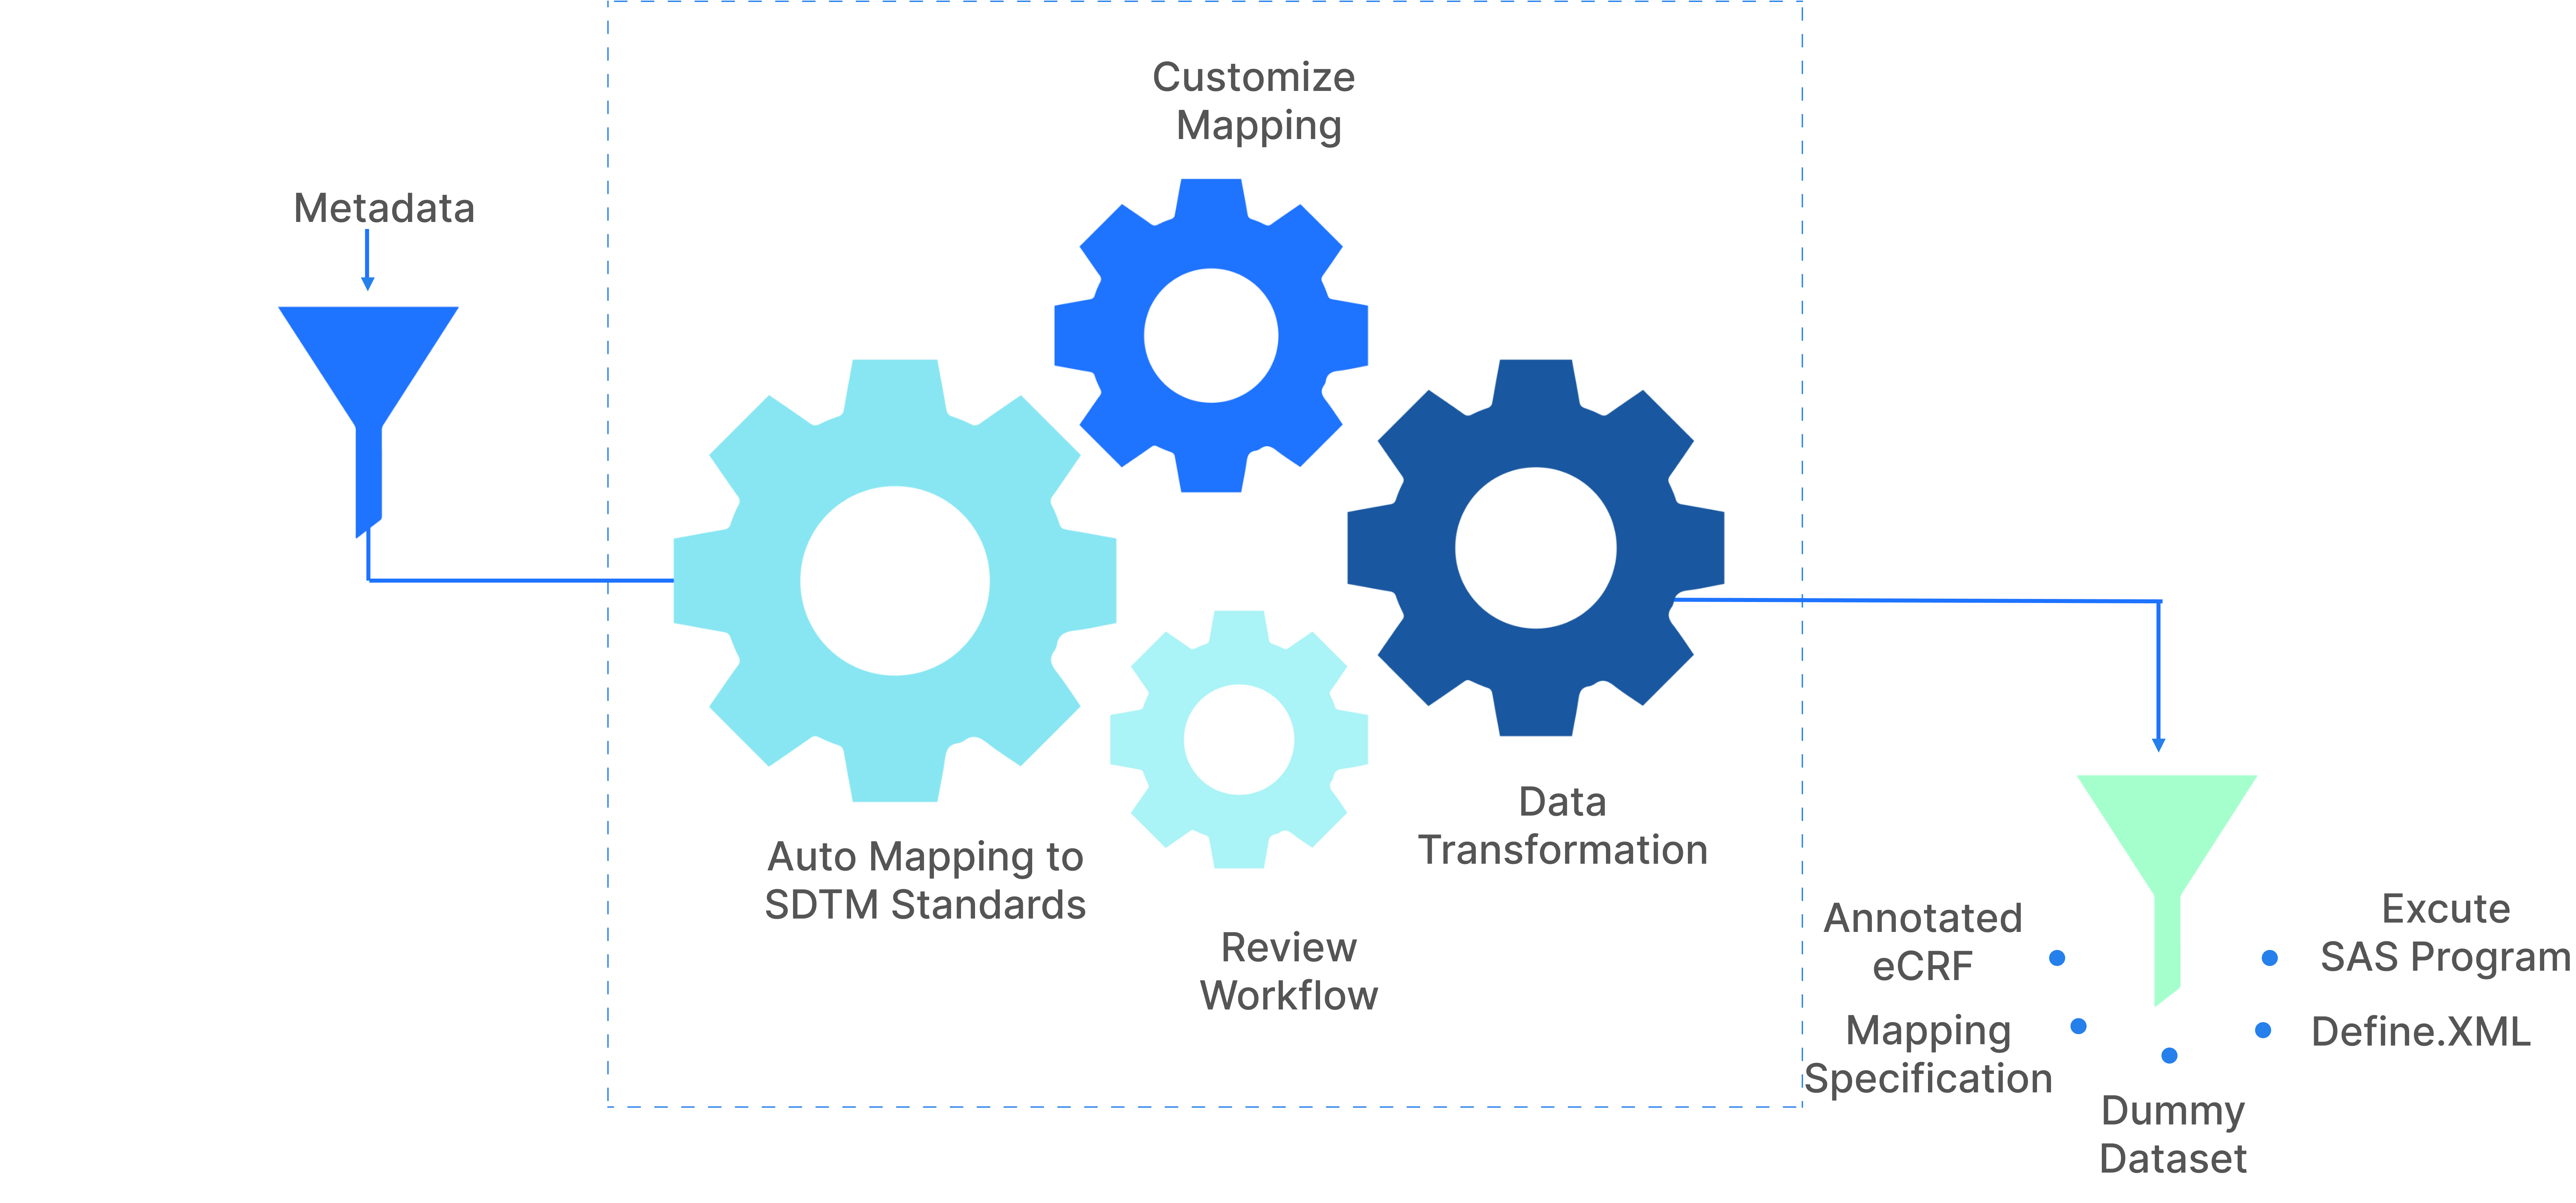 Customize
Mapping
Metadata
Auto Mapping to
SDTM Standards
Review
Workflow
Data
Transformation
Annotated
eCRF
Mapping
Specification
Dummy
Dataset
Excute
SAS Program
Define.XML